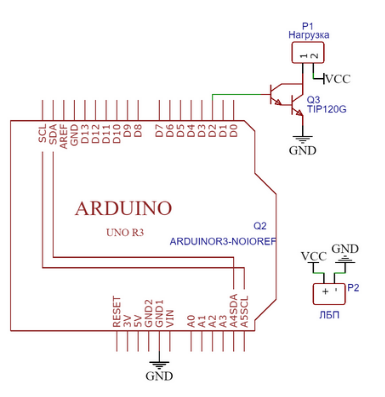 P1
Нагрузка
1 2
VCC
Q3
TIP120G
GND
SCL
SDA
AREF
GND
D13
D12
D11
D10
D9
D8
D7
D6
D5
D4
D3
D2
D1
D0
ARDUINO
UNO R3
Q2
ARDUINOR3-NOIOREF
VCC
GND
+ -
P2
ЛБП
RESET
3V
5V
GND2
GND1
VIN
A0
A1
A2
A3
A4SDA
A5SCL
GND